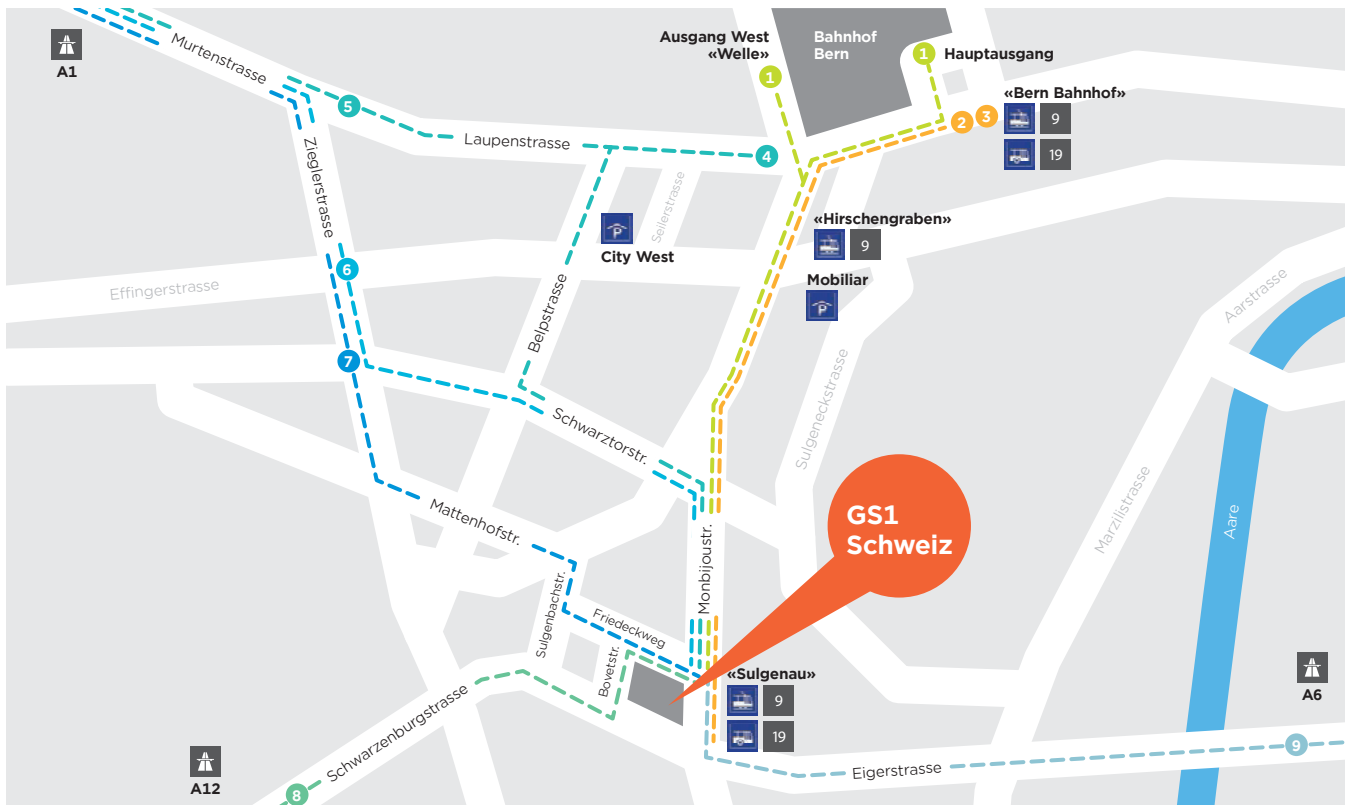 A1
Murtenstrasse
5
Laupenstrasse
4
Ausgang West
«Welle»
1
Bahnhof
Bern
1
Hauptausgang
2
3
«Bern Bahnhof»
9
19
Zieglerstrasse
Seilerstrasse
P
City West
«Hirschengraben»
9
Mobiliar
P
6
Effingerstrasse
Belpstrasse
7
Aarstrasse
Sulgeneckstrasse
Schwarztorstr.
Mattenhofstr.
GS1
Schweiz
Marzilistrasse
Aare
Monbijoustr.
Sulgenbachstr.
Friedeckweg
Bovetstr.
«Sulgenau»
9
19
A6
Schwarzenburgstrasse
A12
8
Eigerstrasse
9